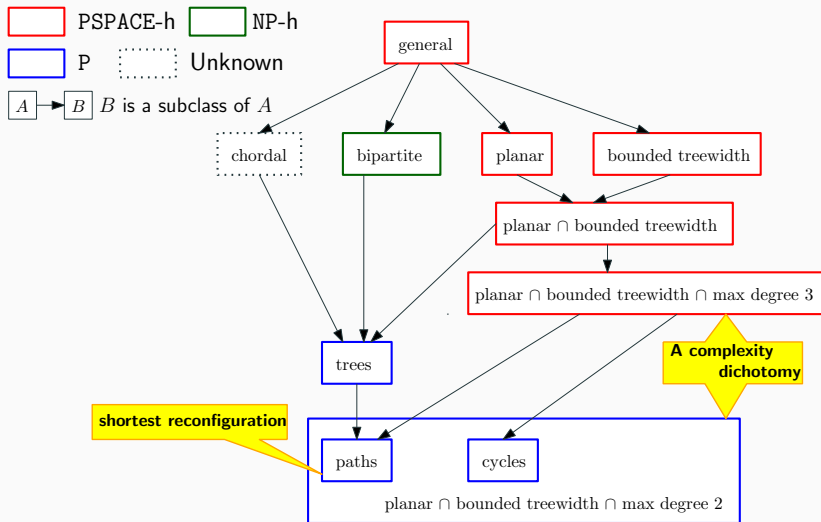 PSPACE-h NP-h
P Unknown
A B B is a subclass of A
general
chordal bipartite planar bounded treewidth
planar ∩ bounded treewidth
planar ∩ bounded treewidth ∩ max degree 3
trees
A complexity
dichotomy
shortest reconfiguration
paths cycles
planar ∩ bounded treewidth ∩ max degree 2